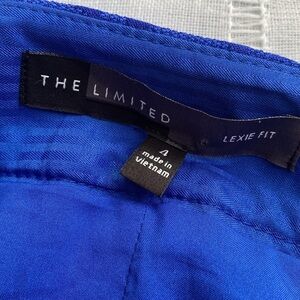 THE LIMITED
LEXIE FIT
4
made in
Vietnam